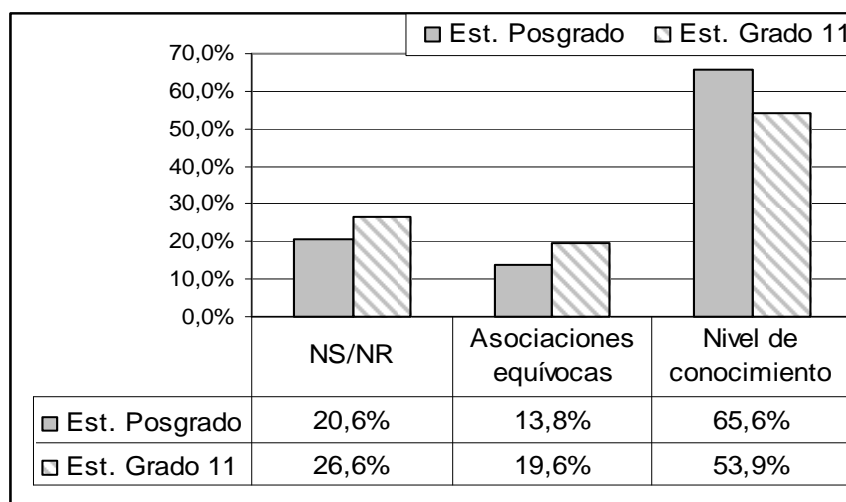 Est. Posgrado Est. Grado 11
70,0%
60,0%
50,0%
40,0%
30,0%
20,0%
10,0%
0,0%
NS/NR Asociaciones equívocas Nivel de conocimiento
Est. Posgrado 20,6% 13,8% 65,6%
Est. Grado 11 26,6% 19,6% 53,9%